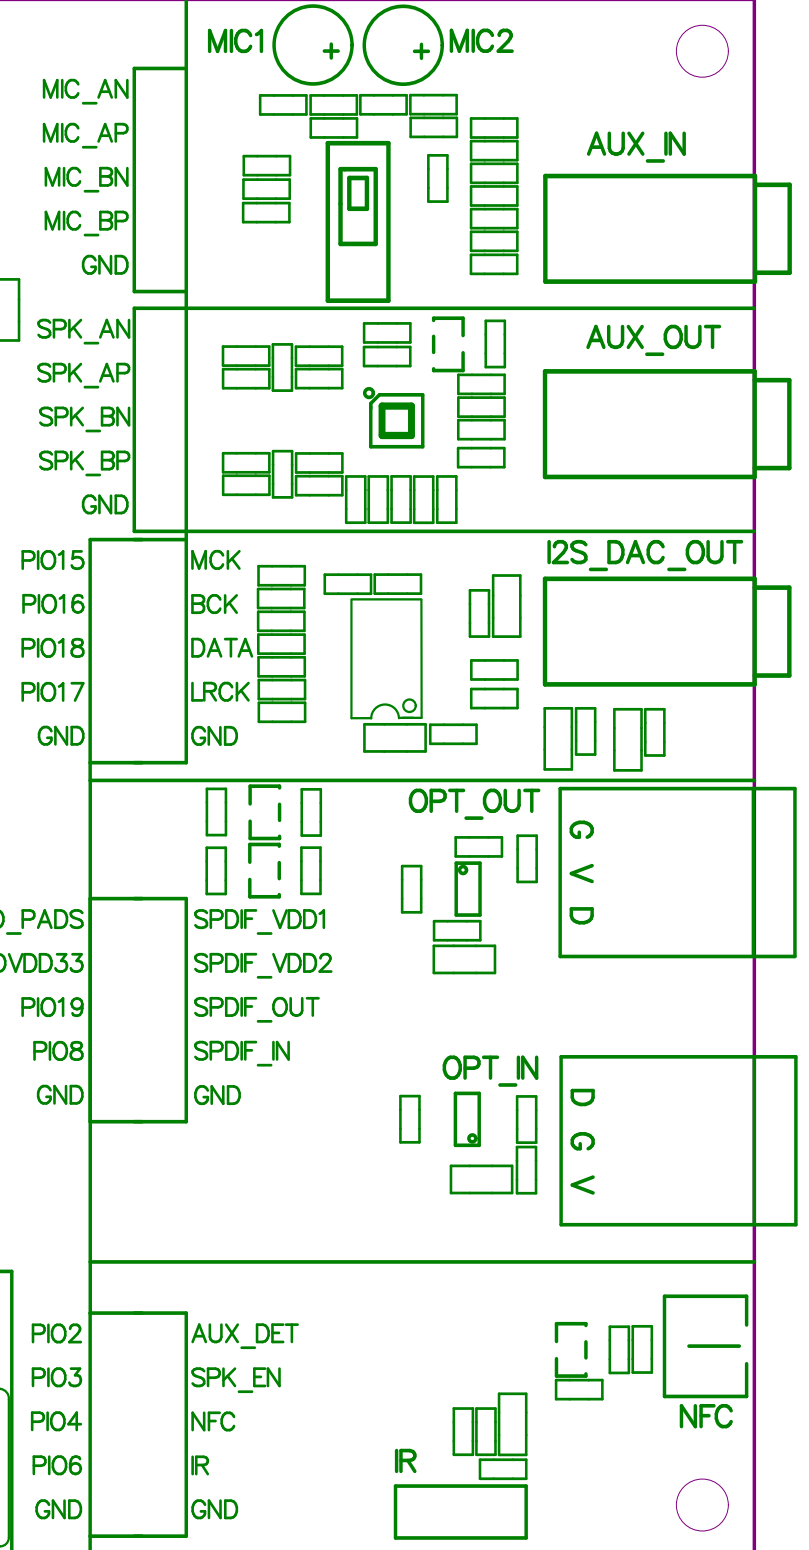 MIC1 + + MIC2
MIC_AN
MIC_AP
MIC_BN
MIC_BP
GND
AUX_IN
SPK_AN
SPK_AP
SPK_BN
SPK_BP
GND
AUX_OUT
PIO15 MCK
PIO16 BCK
PIO18 DATA
PIO17 LRCK
GND GND
I2S_DAC_OUT
OPT_OUT
G
V
D
_PADS SPDIF_VDD1
VDD33 SPDIF_VDD2
PIO19 SPDIF_OUT
PIO8 SPDIF_IN
GND GND
OPT_IN
D
G
V
PIO2 AUX_DET
PIO3 SPK_EN
PIO4 NFC
PIO6 IR
GND GND
NFC
IR